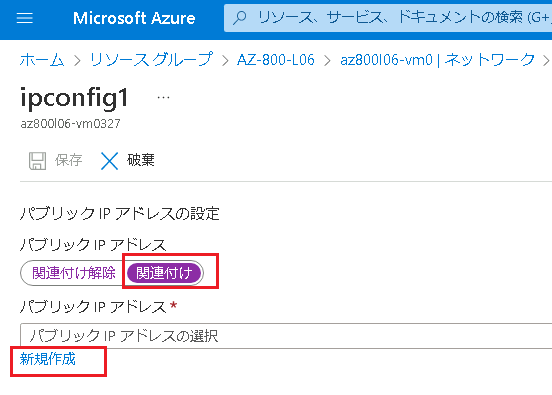 Microsoft Azure
リソース、サービス、ドキュメントの検索 (G+/
ホーム > リソース グループ > AZ-800-L06 > az800l06-vm0 | ネットワーク >
ipconfig1 ...
az800l06-vm0327
保存 破棄
パブリック IP アドレスの設定
パブリック IP アドレス
関連付け解除 関連付け
パブリック IP アドレス *
パブリック IP アドレスの選択
新規作成